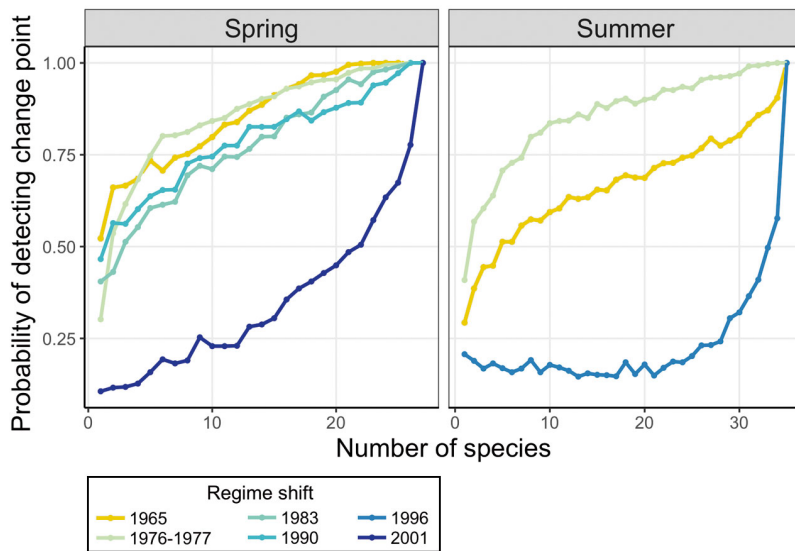 Spring
Summer
Probability of detecting change point
1.00
0.75
0.50
0.25
0 10 20
0 10 20 30
Number of species
Regime shift
1965 1983 1996
1976-1977 1990 2001